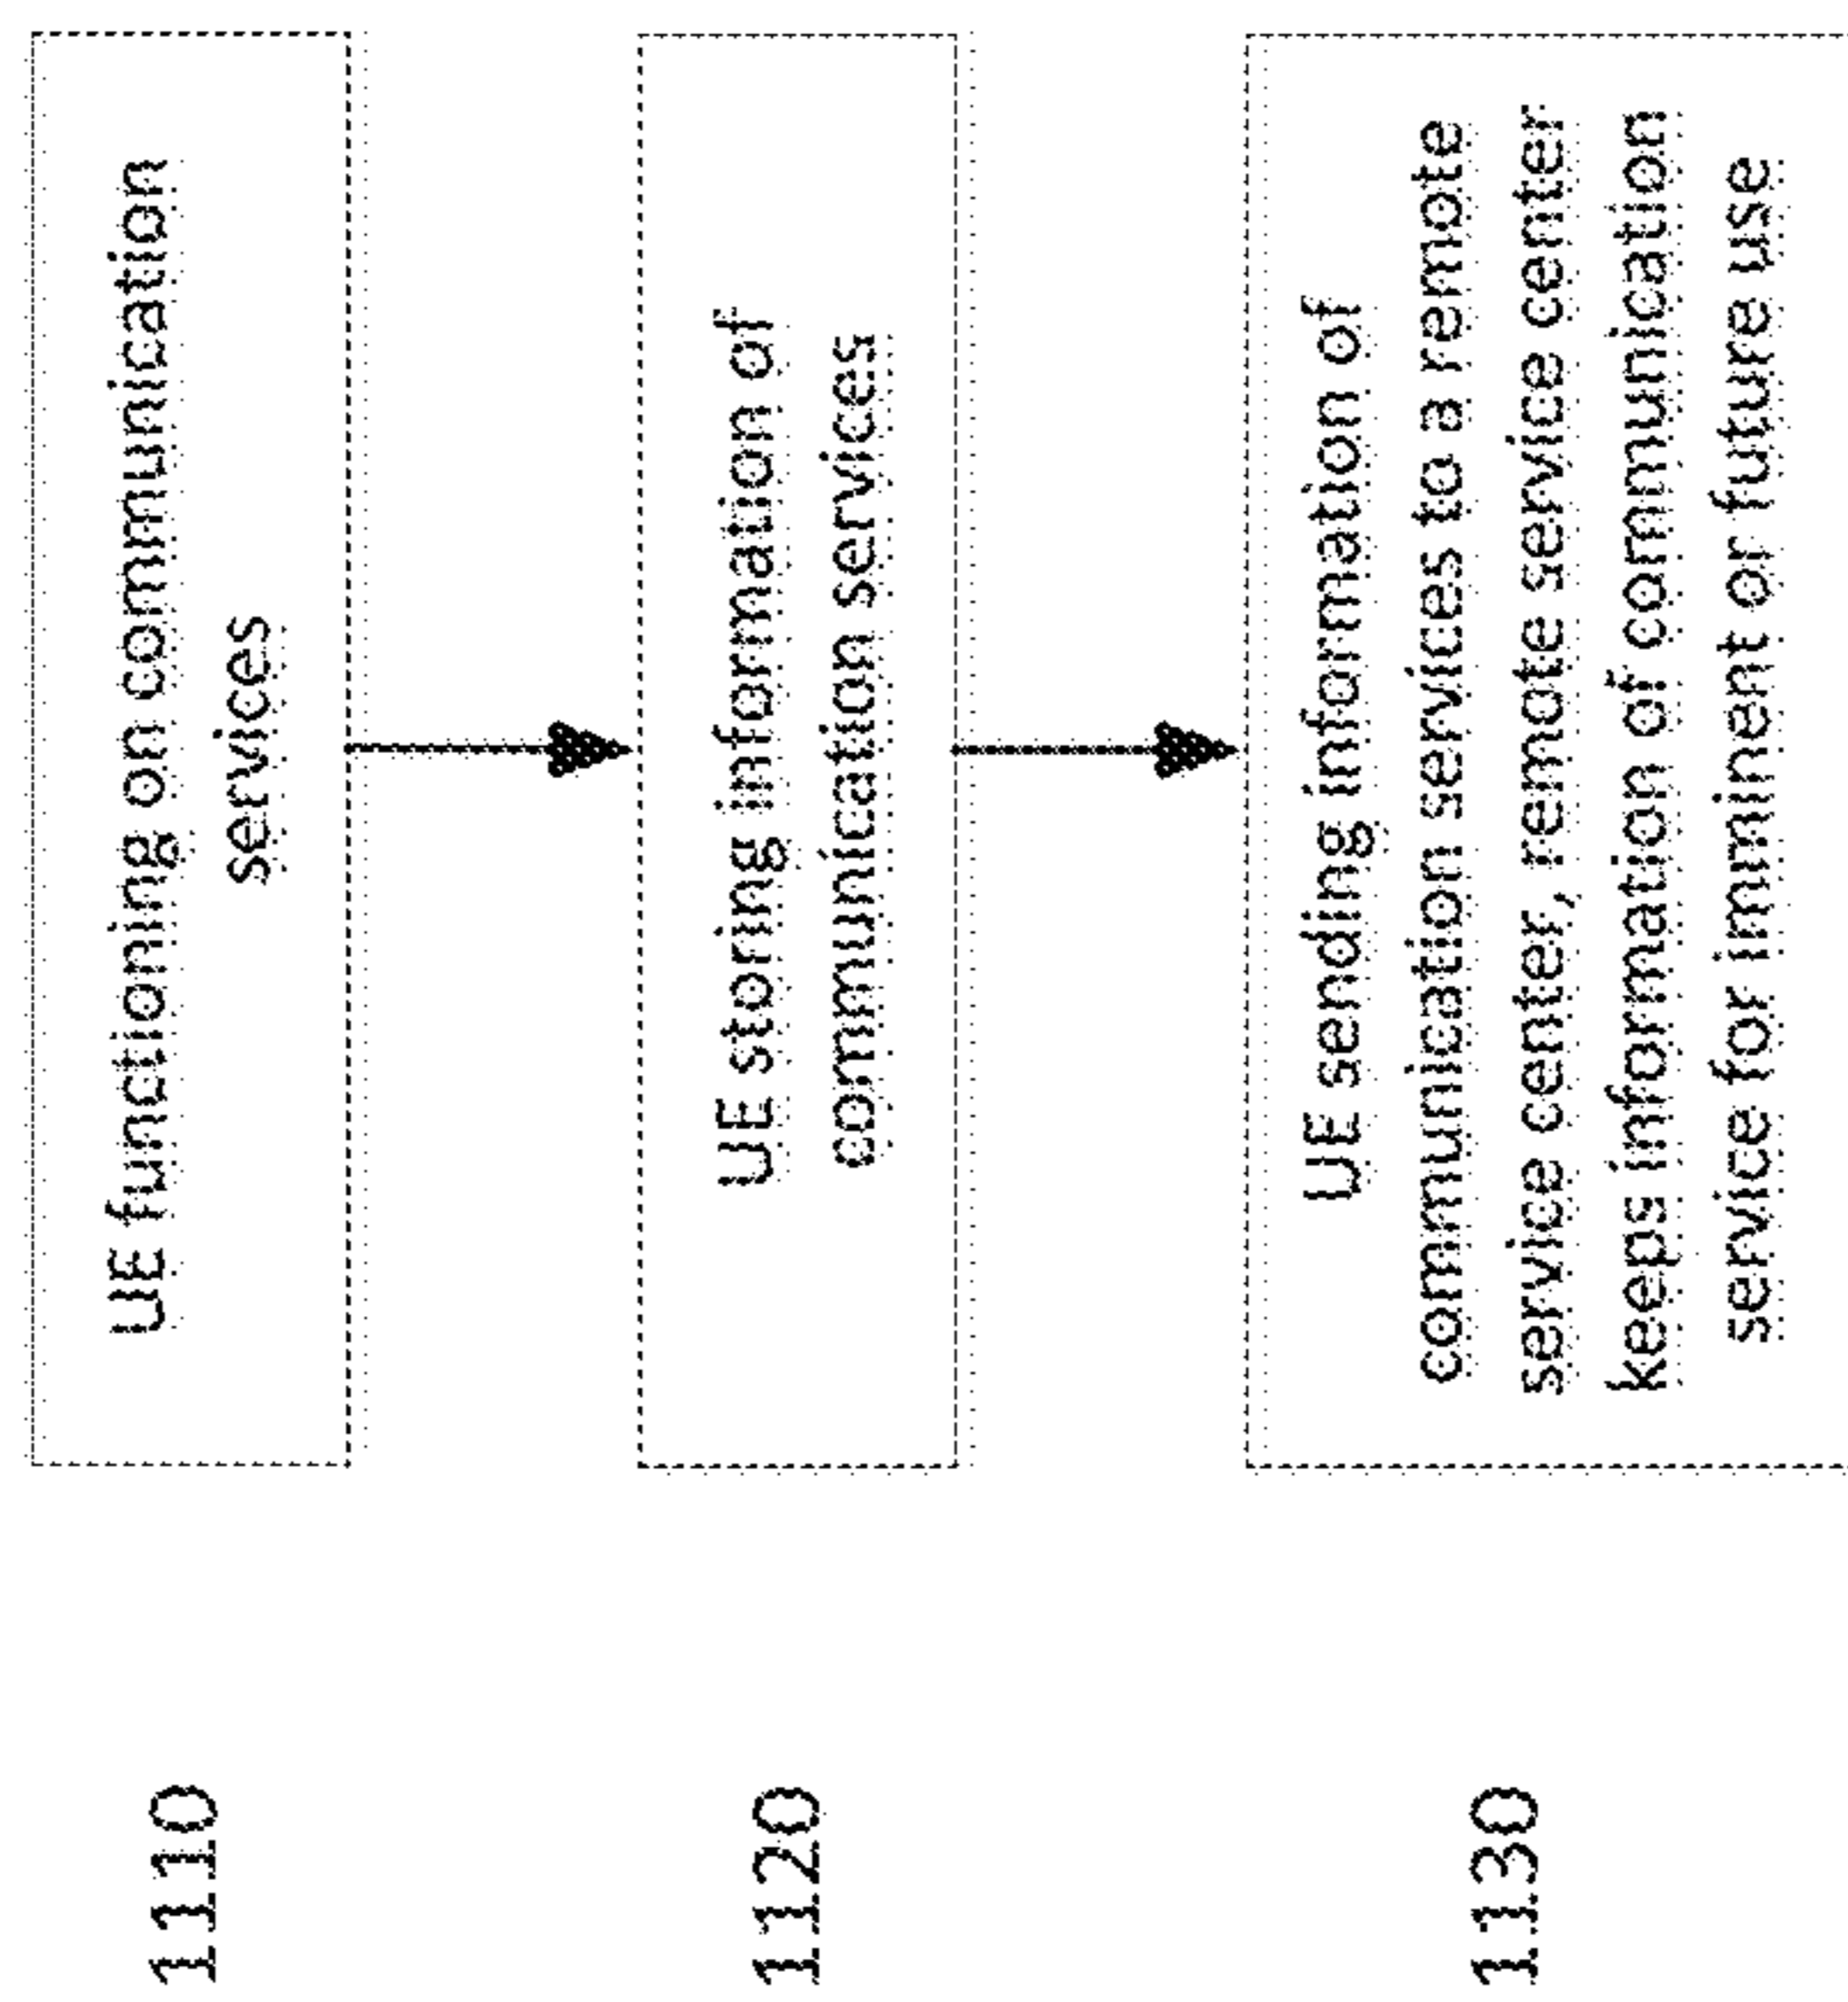 1110
UE functioning on communication
services
1120
UE storing information of
communication services
1130
UE sending information of
communication services to a remote
service center, remote service center
keeps information of communication
service for imminent or future use